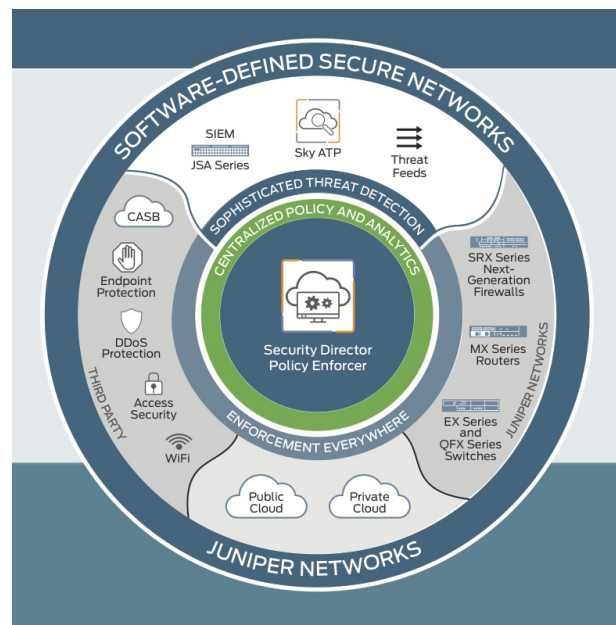 SOFTWARE-DEFINED SECURE NETWORKS
SIEM
JSA Series
Sky ATP
Threat
Feeds
SOPHISTICATED THREAT DETECTION
CENTRALIZED POLICY AND ANALYTICS
CASB
Endpoint
Protection
DDoS
Protection
Access
Security
WiFi
THIRD PARTY
Security Director
Policy Enforcer
SRX Series
Next-
Generation
Firewalls
MX Series
Routers
EX Series
and
QFX Series
Switches
JUNIPER NETWORKS
ENFORCEMENT EVERYWHERE
Public
Cloud
Private
Cloud
JUNIPER NETWORKS